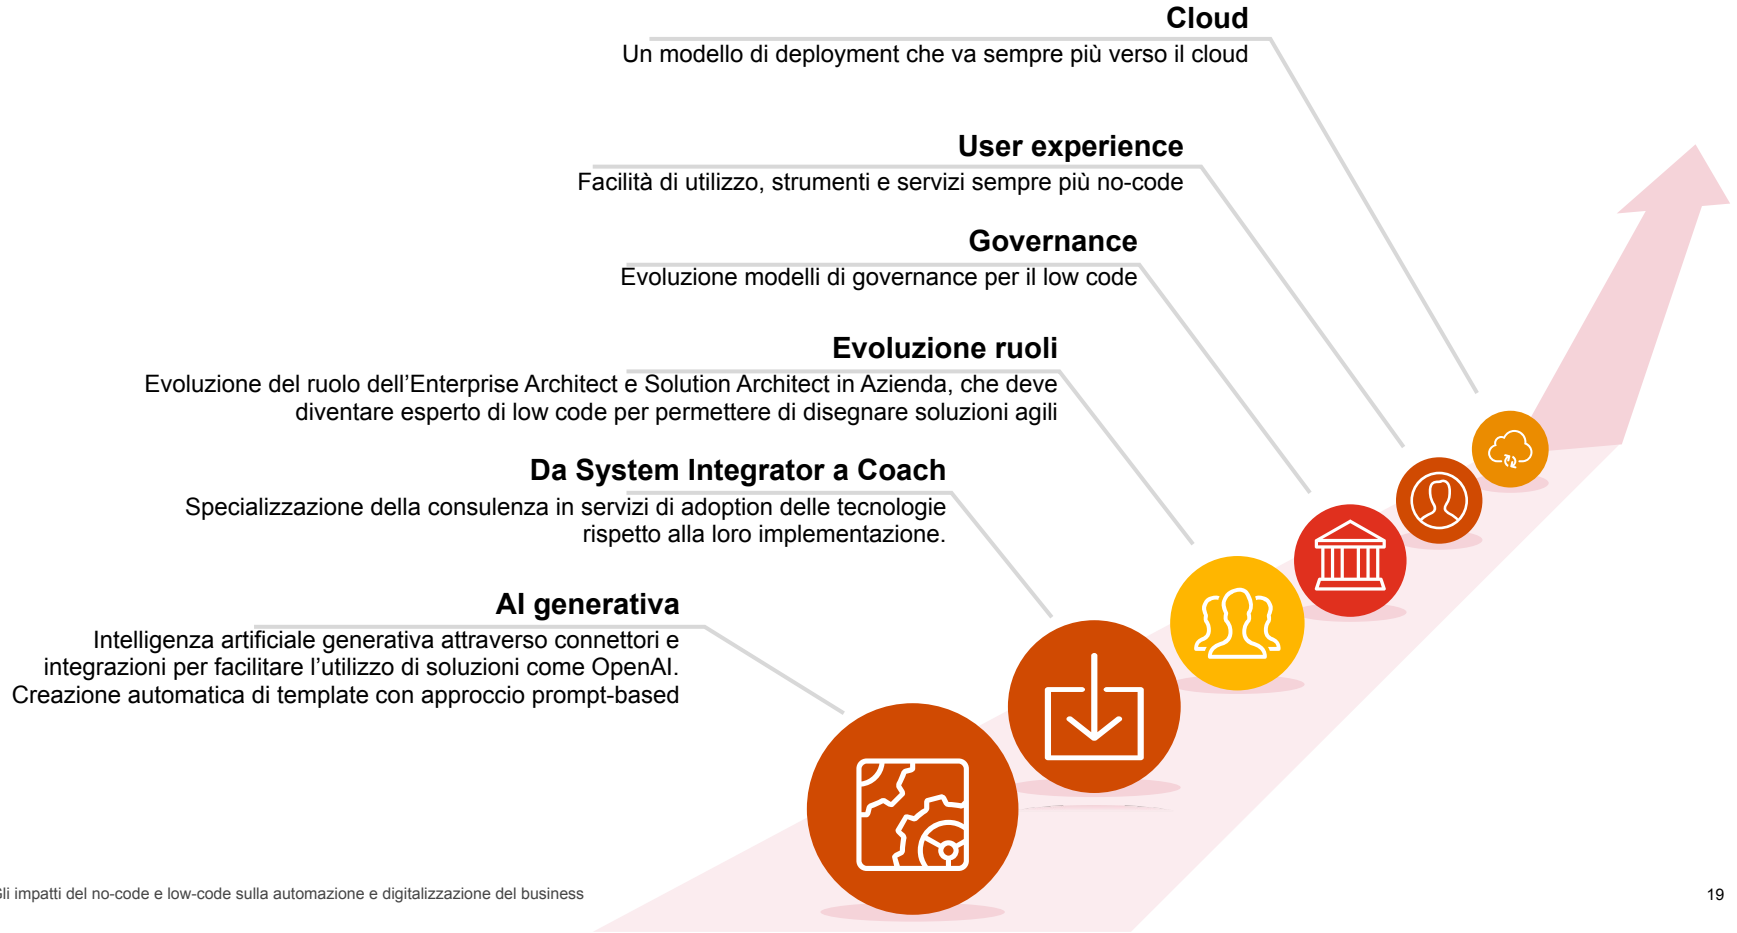 Cloud
Un modello di deployment che va sempre più verso il cloud
User experience
Facilità di utilizzo, strumenti e servizi sempre più no-code
Governance
Evoluzione modelli di governance per il low code
Evoluzione ruoli
Evoluzione del ruolo dell’Enterprise Architect e Solution Architect in Azienda, che deve
diventare esperto di low code per permettere di disegnare soluzioni agili
Da System Integrator a Coach
Specializzazione della consulenza in servizi di adoption delle tecnologie
rispetto alla loro implementazione.
AI generativa
Intelligenza artificiale generativa attraverso connettori e
integrazioni per facilitare l’utilizzo di soluzioni come OpenAI.
Creazione automatica di template con approccio prompt-based
Gli impatti del no-code e low-code sulla automazione e digitalizzazione del business
19